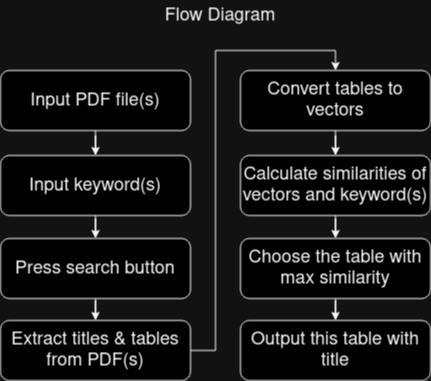 Flow Diagram
Input PDF file(s)
Input keyword(s)
Press search button
Extract titles & tables
from PDF(s)
Convert tables to
vectors
Calculate similarities of
vectors and keyword(s)
Choose the table with
max similarity
Output this table with
title